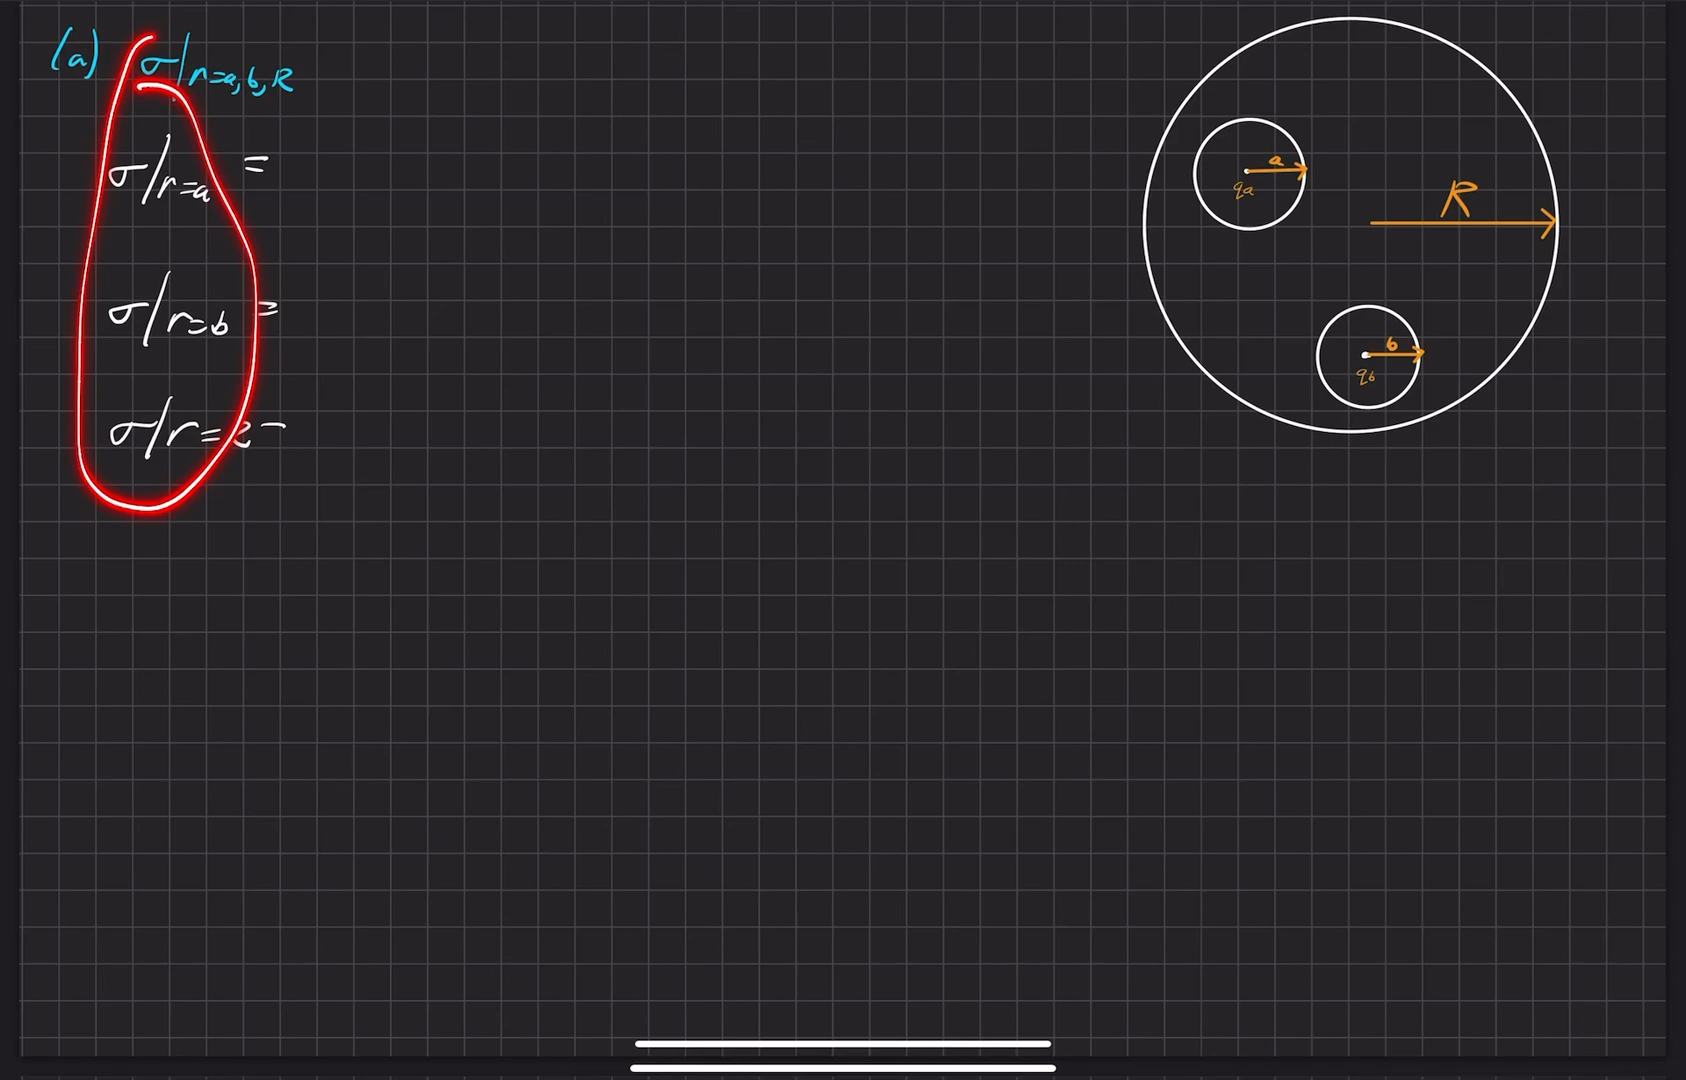 (a) σ|r=a,b,R
σ|r=a =
σ|r=b =
σ|r=R =
a
qa
R
b
qb